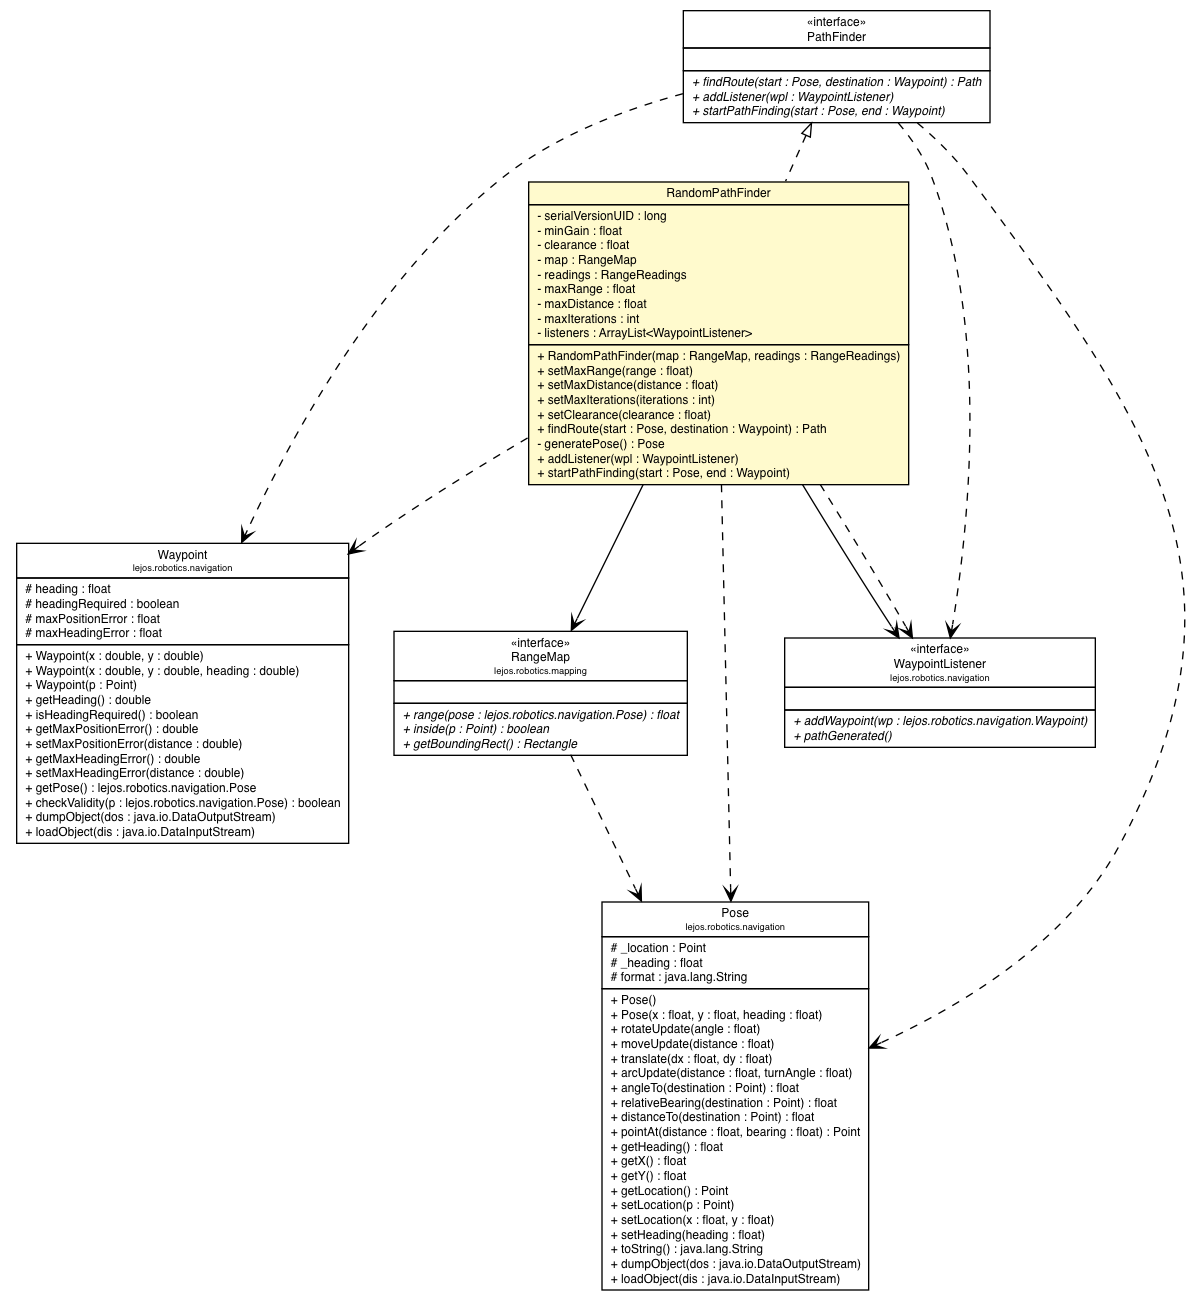 «interface»
PathFinder
+ findRoute(start : Pose, destination : Waypoint) : Path
+ addListener(wpl : WaypointListener)
+ startPathFinding(start : Pose, end : Waypoint)
RandomPathFinder
- serialVersionUID : long
- minGain : float
- clearance : float
- map : RangeMap
- readings : RangeReadings
- maxRange : float
- maxDistance : float
- maxIterations : int
- listeners : ArrayList<WaypointListener>
+ RandomPathFinder(map : RangeMap, readings : RangeReadings)
+ setMaxRange(range : float)
+ setMaxDistance(distance : float)
+ setMaxIterations(iterations : int)
+ setClearance(clearance : float)
+ findRoute(start : Pose, destination : Waypoint) : Path
- generatePose() : Pose
+ addListener(wpl : WaypointListener)
+ startPathFinding(start : Pose, end : Waypoint)
Waypoint
lejos.robotics.navigation
# heading : float
# headingRequired : boolean
# maxPositionError : float
# maxHeadingError : float
+ Waypoint(x : double, y : double)
+ Waypoint(x : double, y : double, heading : double)
+ Waypoint(p : Point)
+ getHeading() : double
+ isHeadingRequired() : boolean
+ getMaxPositionError() : double
+ setMaxPositionError(distance : double)
+ getMaxHeadingError() : double
+ setMaxHeadingError(distance : double)
+ getPose() : lejos.robotics.navigation.Pose
+ checkValidity(p : lejos.robotics.navigation.Pose) : boolean
+ dumpObject(dos : java.io.DataOutputStream)
+ loadObject(dis : java.io.DataInputStream)
«interface»
RangeMap
lejos.robotics.mapping
+ range(pose : lejos.robotics.navigation.Pose) : float
+ inside(p : Point) : boolean
+ getBoundingRect() : Rectangle
«interface»
WaypointListener
lejos.robotics.navigation
+ addWaypoint(wp : lejos.robotics.navigation.Waypoint)
+ pathGenerated()
Pose
lejos.robotics.navigation
# _location : Point
# _heading : float
# format : java.lang.String
+ Pose()
+ Pose(x : float, y : float, heading : float)
+ rotateUpdate(angle : float)
+ moveUpdate(distance : float)
+ translate(dx : float, dy : float)
+ arcUpdate(distance : float, turnAngle : float)
+ angleTo(destination : Point) : float
+ relativeBearing(destination : Point) : float
+ distanceTo(destination : Point) : float
+ pointAt(distance : float, bearing : float) : Point
+ getHeading() : float
+ getX() : float
+ getY() : float
+ getLocation() : Point
+ setLocation(p : Point)
+ setLocation(x : float, y : float)
+ setHeading(heading : float)
+ toString() : java.lang.String
+ dumpObject(dos : java.io.DataOutputStream)
+ loadObject(dis : java.io.DataInputStream)